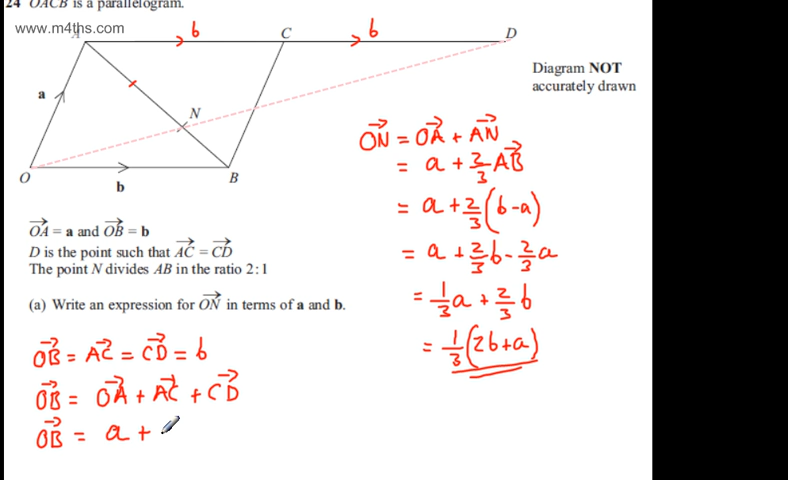 24 OACB is a parallelogram.
www.m4ths.com
A b C b D
Diagram NOT
accurately drawn
a
N
O B
b
→OA = a and →OB = b
D is the point such that →AC = →CD
The point N divides AB in the ratio 2:1
(a) Write an expression for →ON in terms of a and b.
→OB = →AC = →CD = b
→OB = →OA + →AC + →CD
→OB = a +
→ON = →OA + →AN
= a + 2/3 →AB
= a + 2/3 (b - a)
= a + 2/3 b - 2/3 a
= 1/3 a + 2/3 b
= 1/3 (2b + a)